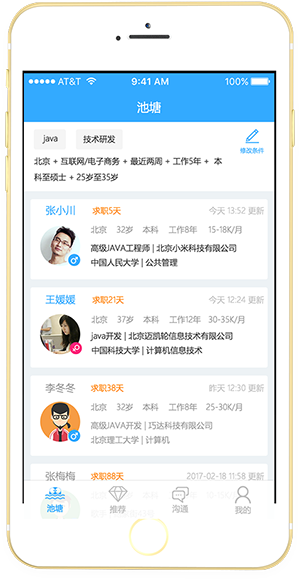 AT&T 9:41 AM 100%
池塘
java 技术研发
修改条件
北京 + 互联网/电子商务 + 最近两周 + 工作5年 + 本
科至硕士 + 25岁至35岁
张小川 求职5天 今天 13:52 更新
北京 32岁 本科 工作8年 15-18K/月
高级JAVA工程师 | 北京小米科技有限公司
中国人民大学 | 公共管理
王媛媛 求职21天 今天 12:24 更新
北京 37岁 本科 工作12年 30-35K/月
java开发 | 北京迈凯轮信息技术有限公司
中国科技大学 | 计算机信息技术
李冬冬 求职38天 昨天 12:30 更新
北京 32岁 本科 工作8年 25-30K/月
高级JAVA开发 | 巧达科技有限公司
北京理工大学 | 计算机
张梅梅 求职88天 2017-02-18 11:58 更新
池塘 推荐 沟通 我的